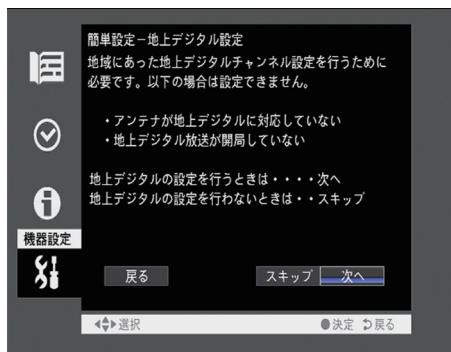 簡単設定－地上デジタル設定
地域にあった地上デジタルチャンネル設定を行うために
必要です。以下の場合は設定できません。
・アンテナが地上デジタルに対応していない
・地上デジタル放送が開局していない
地上デジタルの設定を行うときは・・・・次へ
地上デジタルの設定を行わないときは・・スキップ
機器設定
戻る スキップ 次へ
選択 決定 戻る